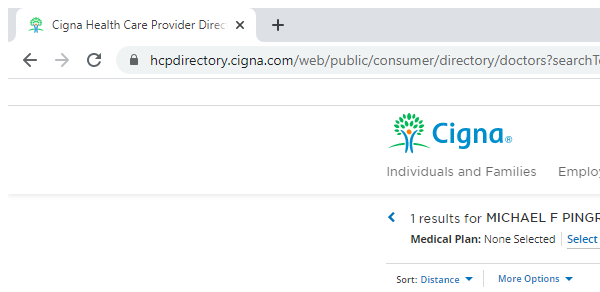 Cigna Health Care Provider Direc
hcpdirectory.cigna.com/web/public/consumer/directory/doctors?searchT
Cigna®
Individuals and Families Employ
1 results for MICHAEL F PINGR
Medical Plan: None Selected Select
Sort: Distance More Options